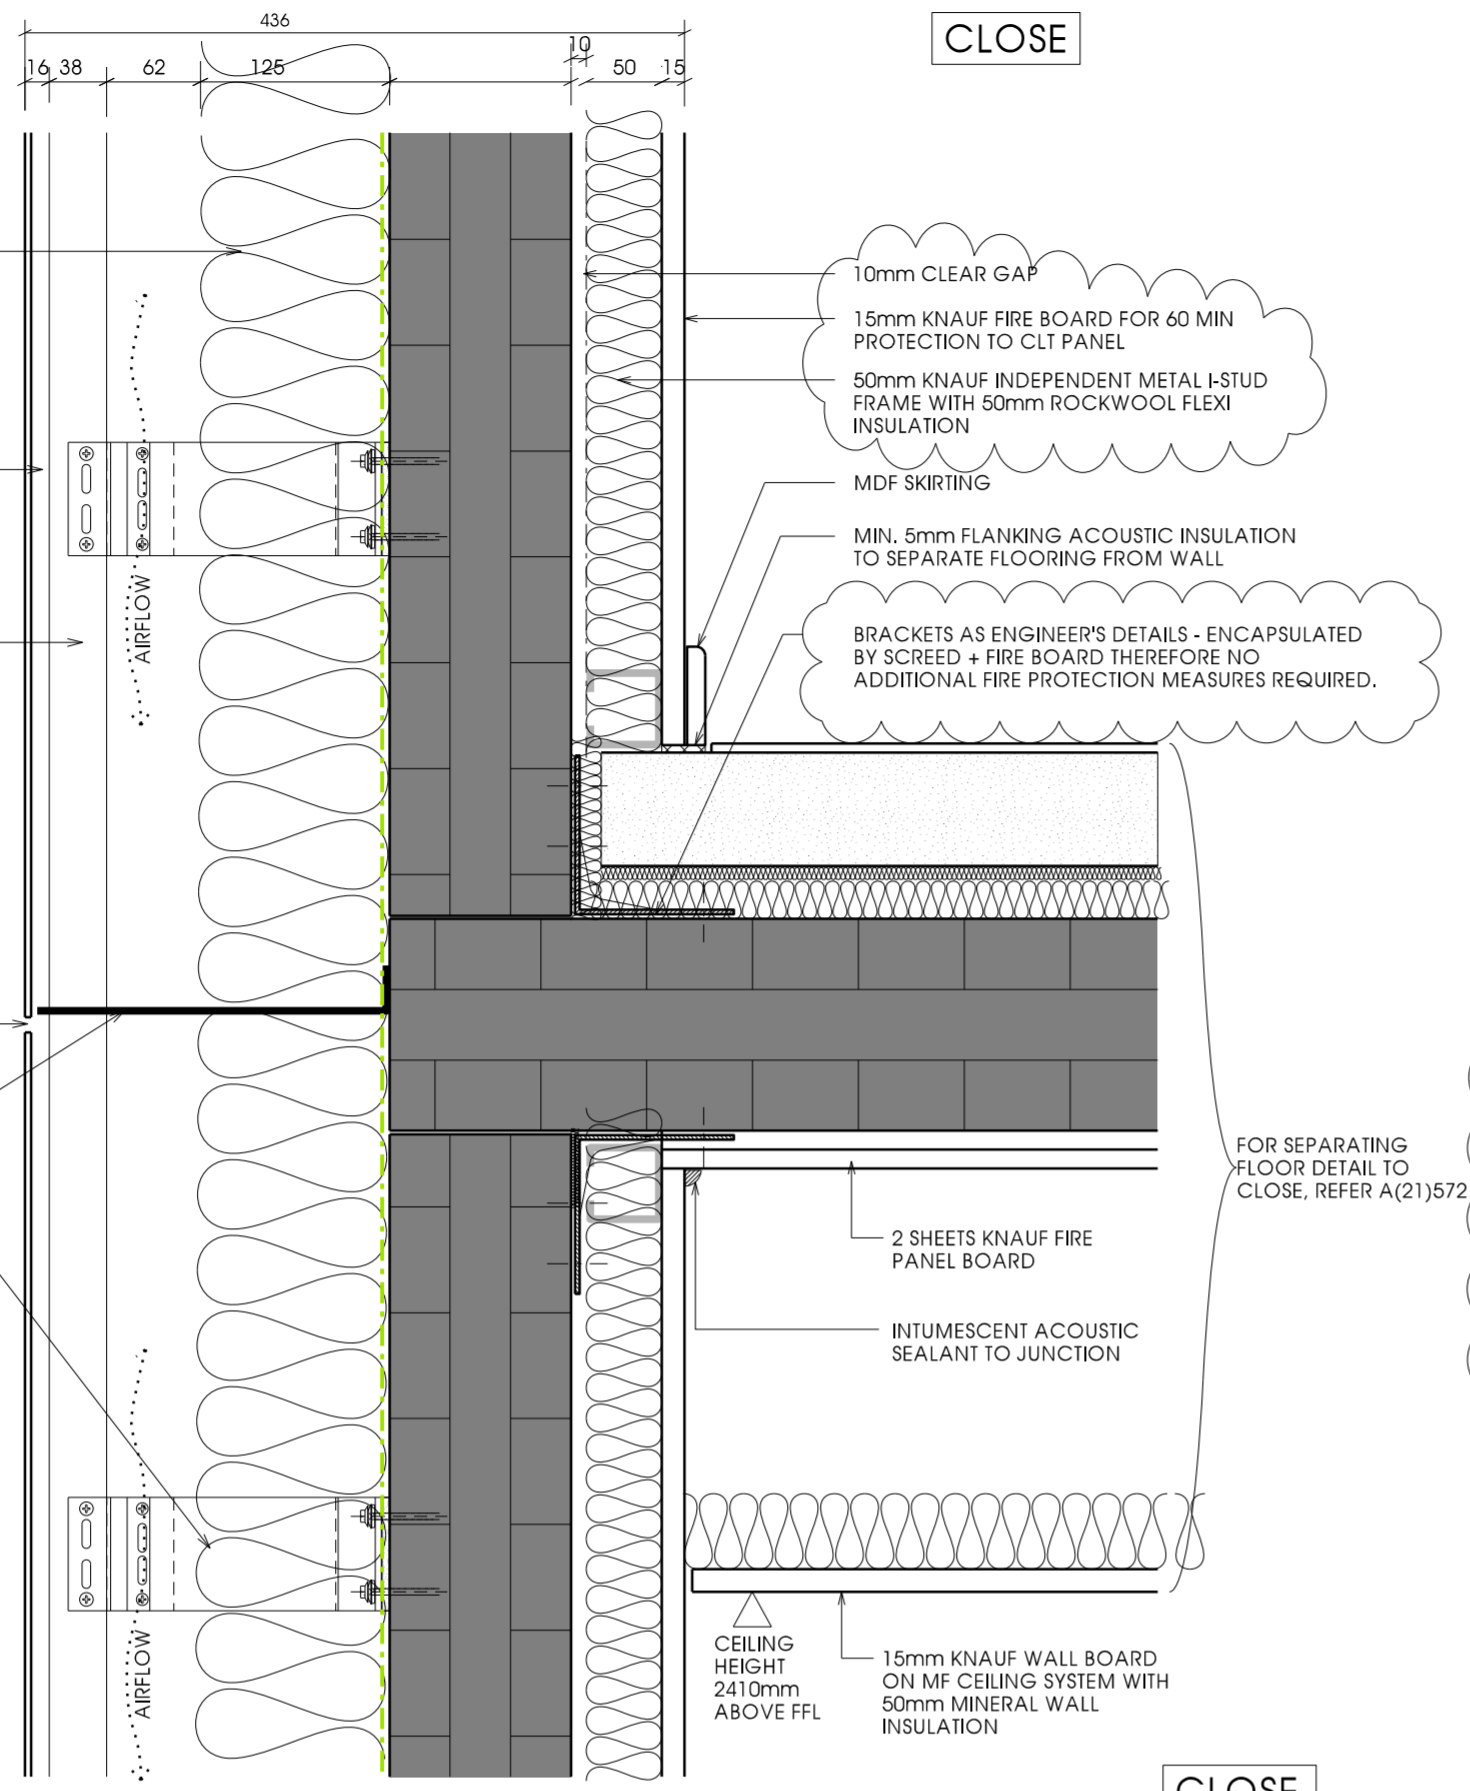 436
CLOSE
10
16 38 62 125 50 15
10mm CLEAR GAP
15mm KNAUF FIRE BOARD FOR 60 MIN
PROTECTION TO CLT PANEL
50mm KNAUF INDEPENDENT METAL I-STUD
FRAME WITH 50mm ROCKWOOL FLEXI
INSULATION
MDF SKIRTING
MIN. 5mm FLANKING ACOUSTIC INSULATION
TO SEPARATE FLOORING FROM WALL
AIRFLOW
BRACKETS AS ENGINEER'S DETAILS - ENCAPSULATED
BY SCREED + FIRE BOARD THEREFORE NO
ADDITIONAL FIRE PROTECTION MEASURES REQUIRED.
FOR SEPARATING
FLOOR DETAIL TO
CLOSE, REFER A(21)572
2 SHEETS KNAUF FIRE
PANEL BOARD
INTUMESCENT ACOUSTIC
SEALANT TO JUNCTION
AIRFLOW
CEILING
HEIGHT
2410mm
ABOVE FFL
15mm KNAUF WALL BOARD
ON MF CEILING SYSTEM WITH
50mm MINERAL WALL
INSULATION
CLOSE